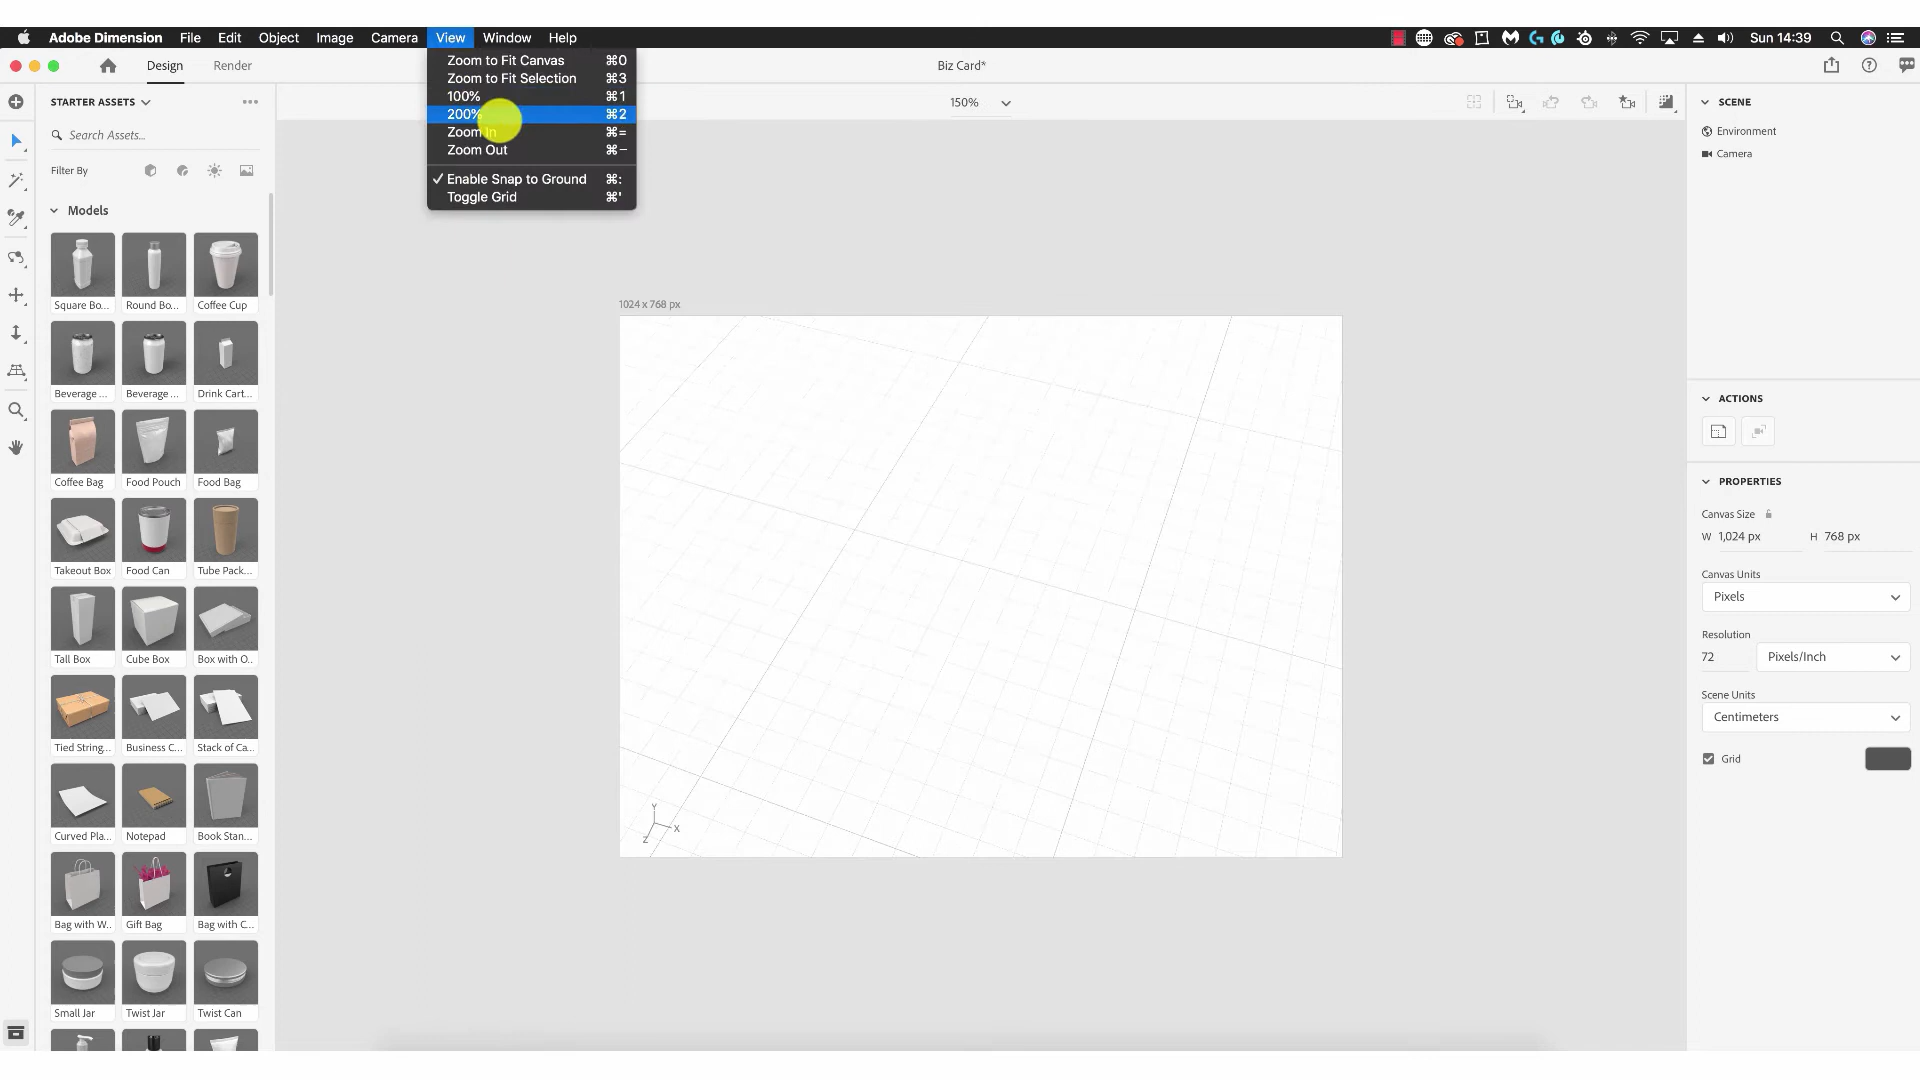 Adobe Dimension File Edit Object Image Camera View Window Help Sun 14:39
Design Render Biz Card*
Zoom to Fit Canvas ⌘0
Zoom to Fit Selection ⌘3
100% ⌘1
200% ⌘2
Zoom In ⌘=
Zoom Out ⌘−
✓ Enable Snap to Ground ⌘:
Toggle Grid ⌘'
STARTER ASSETS
Search Assets...
Filter By
Models
Square Bo... Round Bo... Coffee Cup
Beverage ... Beverage ... Drink Cart...
Coffee Bag Food Pouch Food Bag
Takeout Box Food Can Tube Pack...
Tall Box Cube Box Box with O..
Tied String... Business C... Stack of Ca...
Curved Pla... Notepad Book Stan...
Bag with W.. Gift Bag Bag with C...
Small Jar Twist Jar Twist Can
150%
1024 x 768 px
Y
X
Z
SCENE
Environment
Camera
ACTIONS
PROPERTIES
Canvas Size
W 1,024 px H 768 px
Canvas Units
Pixels
Resolution
72 Pixels/Inch
Scene Units
Centimeters
Grid